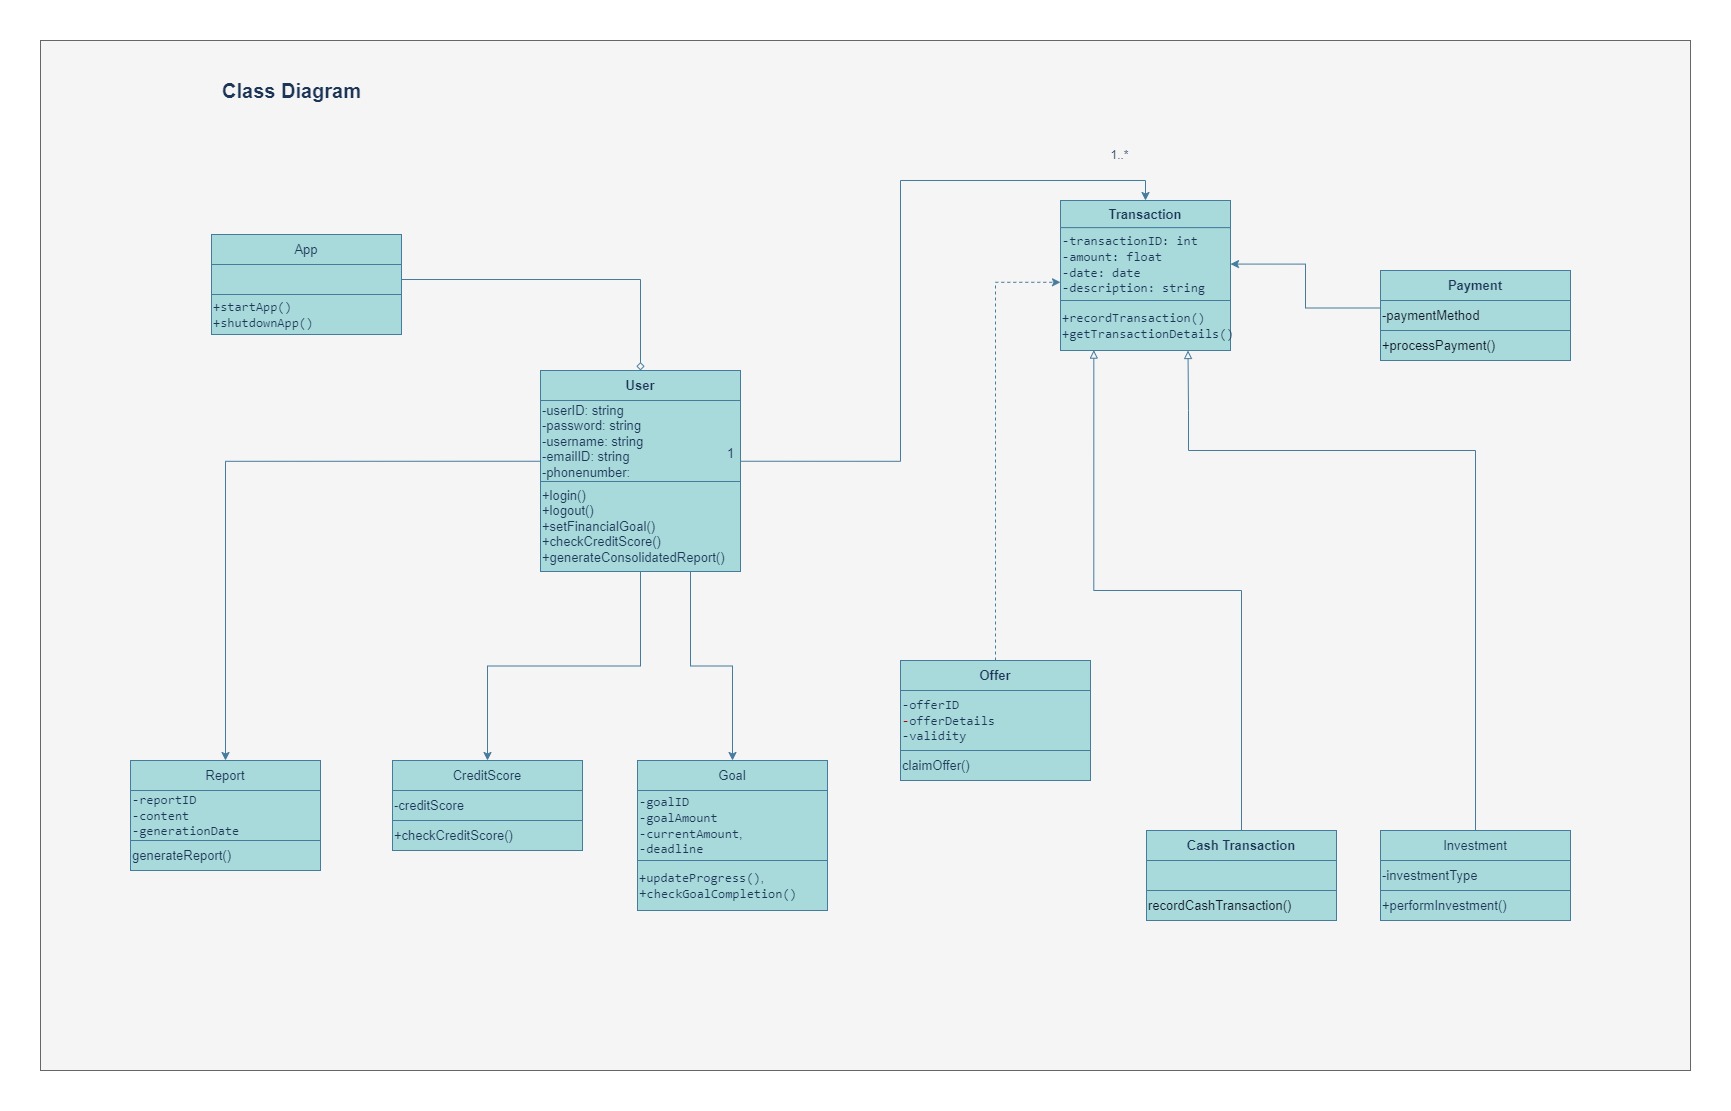 Class Diagram
1..*
App
+startApp()
+shutdownApp()
Transaction
-transactionID: int
-amount: float
-date: date
-description: string
+recordTransaction()
+getTransactionDetails()
Payment
-paymentMethod
+processPayment()
User
-userID: string
-password: string
-username: string
-emailID: string
-phonenumber:
1
+login()
+logout()
+setFinancialGoal()
+checkCreditScore()
+generateConsolidatedReport()
Offer
-offerID
-offerDetails
-validity
claimOffer()
Report
-reportID
-content
-generationDate
generateReport()
CreditScore
-creditScore
+checkCreditScore()
Goal
-goalID
-goalAmount
-currentAmount,
-deadline
+updateProgress(),
+checkGoalCompletion()
Cash Transaction
recordCashTransaction()
Investment
-investmentType
+performInvestment()